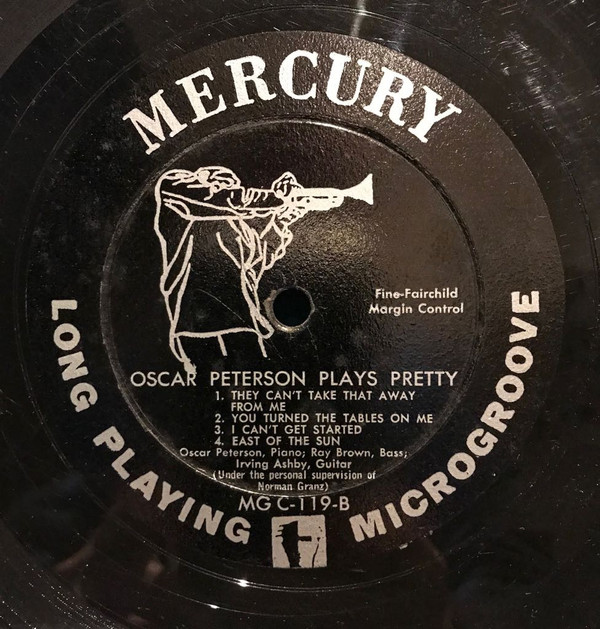 MERCURY
Fine-Fairchild
Margin Control
OSCAR PETERSON PLAYS PRETTY
1. THEY CAN'T TAKE THAT AWAY
FROM ME
2. YOU TURNED THE TABLES ON ME
3. I CAN'T GET STARTED
4. EAST OF THE SUN
Oscar Peterson, Piano; Ray Brown, Bass;
Irving Ashby, Guitar
(Under the personal supervision of
Norman Granz)
MG C-119-B
LONG PLAYING MICROGROOVE